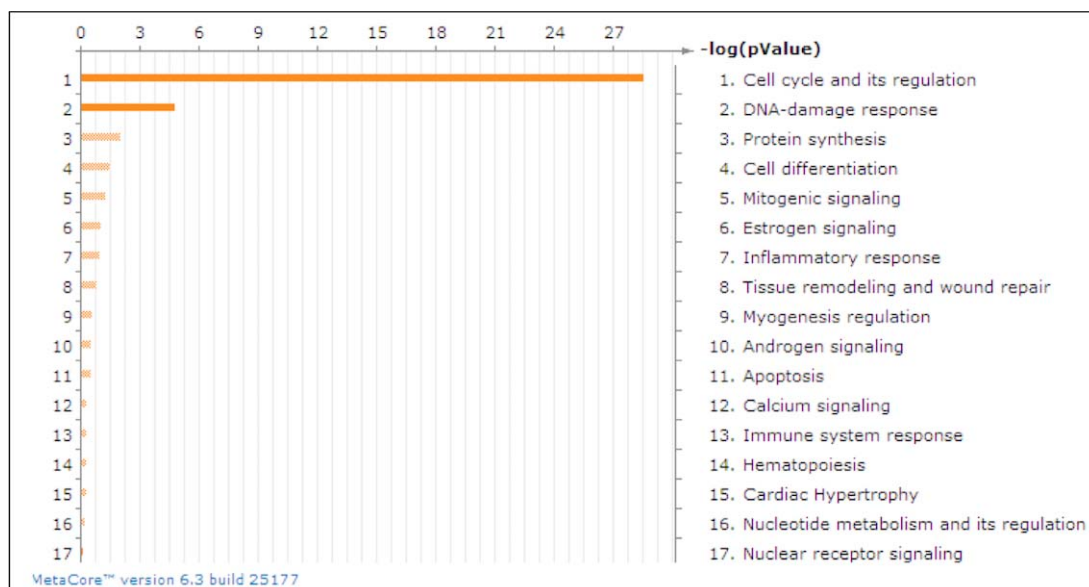 0 3 6 9 12 15 18 21 24 27
-log(pValue)
1 1. Cell cycle and its regulation
2 2. DNA-damage response
3 3. Protein synthesis
4 4. Cell differentiation
5 5. Mitogenic signaling
6 6. Estrogen signaling
7 7. Inflammatory response
8 8. Tissue remodeling and wound repair
9 9. Myogenesis regulation
10 10. Androgen signaling
11 11. Apoptosis
12 12. Calcium signaling
13 13. Immune system response
14 14. Hematopoiesis
15 15. Cardiac Hypertrophy
16 16. Nucleotide metabolism and its regulation
17 17. Nuclear receptor signaling
MetaCore™ version 6.3 build 25177